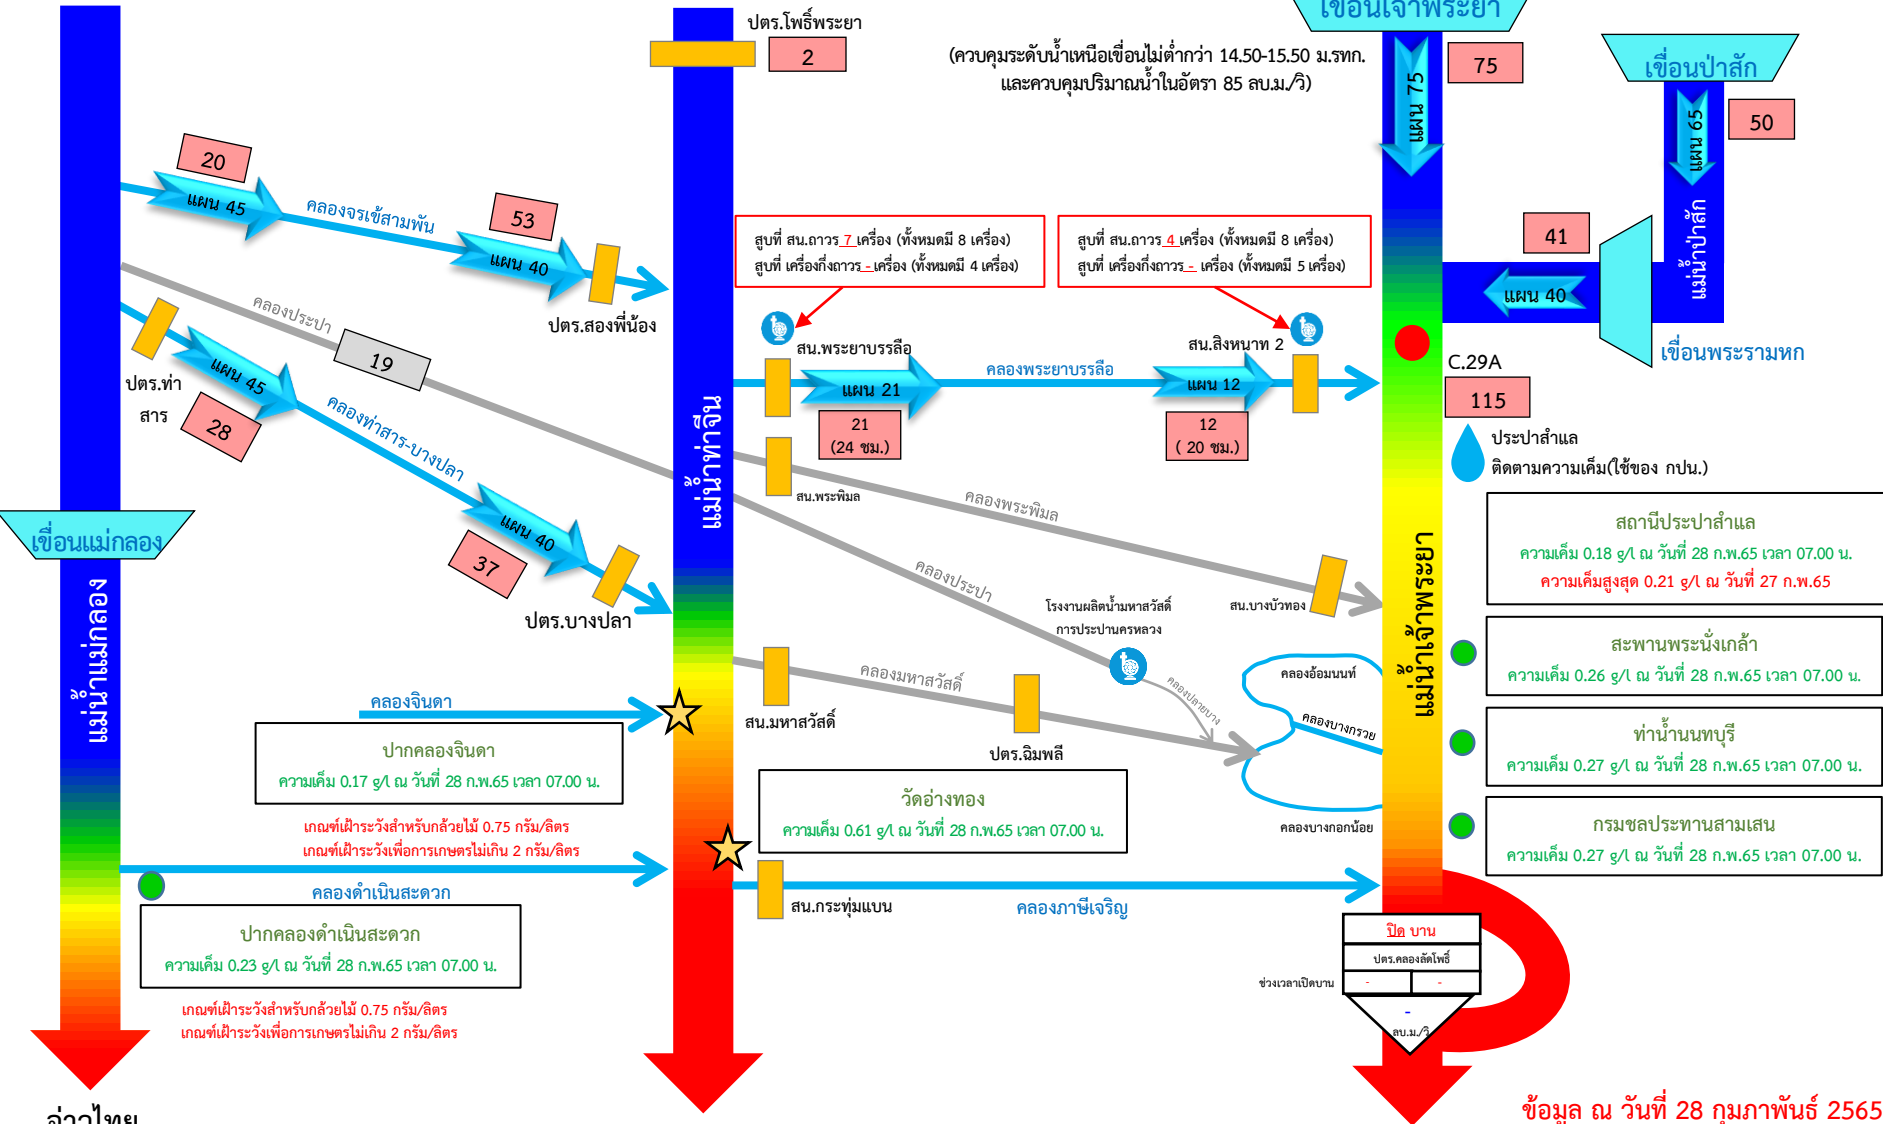 เขื่อนเจ้าพระยา
ปตร.โพธิ์พระยา
2
(ควบคุมระดับน้ำเหนือเขื่อนไม่ต่ำกว่า 14.50-15.50 ม.รทก.
และควบคุมปริมาณน้ำในอัตรา 85 ลบ.ม./วิ)
แผน 75
75
เขื่อนป่าสัก
แผน 65
50
20
แผน 45
คลองจรเข้สามพัน
53
แผน 40
ปตร.สองพี่น้อง
สูบที่ สน.ถาวร 7 เครื่อง (ทั้งหมดมี 8 เครื่อง)
สูบที่ เครื่องกึ่งถาวร - เครื่อง (ทั้งหมดมี 4 เครื่อง)
สูบที่ สน.ถาวร 4 เครื่อง (ทั้งหมดมี 8 เครื่อง)
สูบที่ เครื่องกึ่งถาวร - เครื่อง (ทั้งหมดมี 5 เครื่อง)
41
แผน 40
แม่น้ำป่าสัก
เขื่อนพระรามหก
คลองประปา
19
ปตร.ท่า
สาร
แผน 45
28
คลองท่าสาร-บางปลา
แผน 40
37
ปตร.บางปลา
สน.พระยาบรรลือ
แผน 21
21
(24 ชม.)
คลองพระยาบรรลือ
สน.สิงหนาท 2
แผน 12
12
( 20 ชม.)
C.29A
115
ประปาสำแล
ติดตามความเค็ม(ใช้ของ กปน.)
แม่น้ำท่าจีน
สน.พระพิมล
คลองพระพิมล
สน.บางบัวทอง
เขื่อนแม่กลอง
แม่น้ำแม่กลอง
แม่น้ำเจ้าพระยา
สถานีประปาสำแล
ความเค็ม 0.18 g/l ณ วันที่ 28 ก.พ.65 เวลา 07.00 น.
ความเค็มสูงสุด 0.21 g/l ณ วันที่ 27 ก.พ.65
คลองประปา
โรงงานผลิตน้ำมหาสวัสดิ์
การประปานครหลวง
คลองปลายบาง
สะพานพระนั่งเกล้า
ความเค็ม 0.26 g/l ณ วันที่ 28 ก.พ.65 เวลา 07.00 น.
คลองจินดา
ปากคลองจินดา
ความเค็ม 0.17 g/l ณ วันที่ 28 ก.พ.65 เวลา 07.00 น.
เกณฑ์เฝ้าระวังสำหรับกล้วยไม้ 0.75 กรัม/ลิตร
เกณฑ์เฝ้าระวังเพื่อการเกษตรไม่เกิน 2 กรัม/ลิตร
สน.มหาสวัสดิ์
คลองมหาสวัสดิ์
ปตร.ฉิมพลี
คลองอ้อมนนท์
คลองบางกรวย
คลองบางกอกน้อย
ท่าน้ำนนทบุรี
ความเค็ม 0.27 g/l ณ วันที่ 28 ก.พ.65 เวลา 07.00 น.
วัดอ่างทอง
ความเค็ม 0.61 g/l ณ วันที่ 28 ก.พ.65 เวลา 07.00 น.
กรมชลประทานสามเสน
ความเค็ม 0.27 g/l ณ วันที่ 28 ก.พ.65 เวลา 07.00 น.
คลองดำเนินสะดวก
ปากคลองดำเนินสะดวก
ความเค็ม 0.23 g/l ณ วันที่ 28 ก.พ.65 เวลา 07.00 น.
เกณฑ์เฝ้าระวังสำหรับกล้วยไม้ 0.75 กรัม/ลิตร
เกณฑ์เฝ้าระวังเพื่อการเกษตรไม่เกิน 2 กรัม/ลิตร
สน.กระทุ่มแบน
คลองภาษีเจริญ
ปิด บาน
ปตร.คลองลัดโพธิ์
ช่วงเวลาเปิดบาน
- -
-
ลบ.ม./วิ
อ่าวไทย
ข้อมูล ณ วันที่ 28 กุมภาพันธ์ 2565